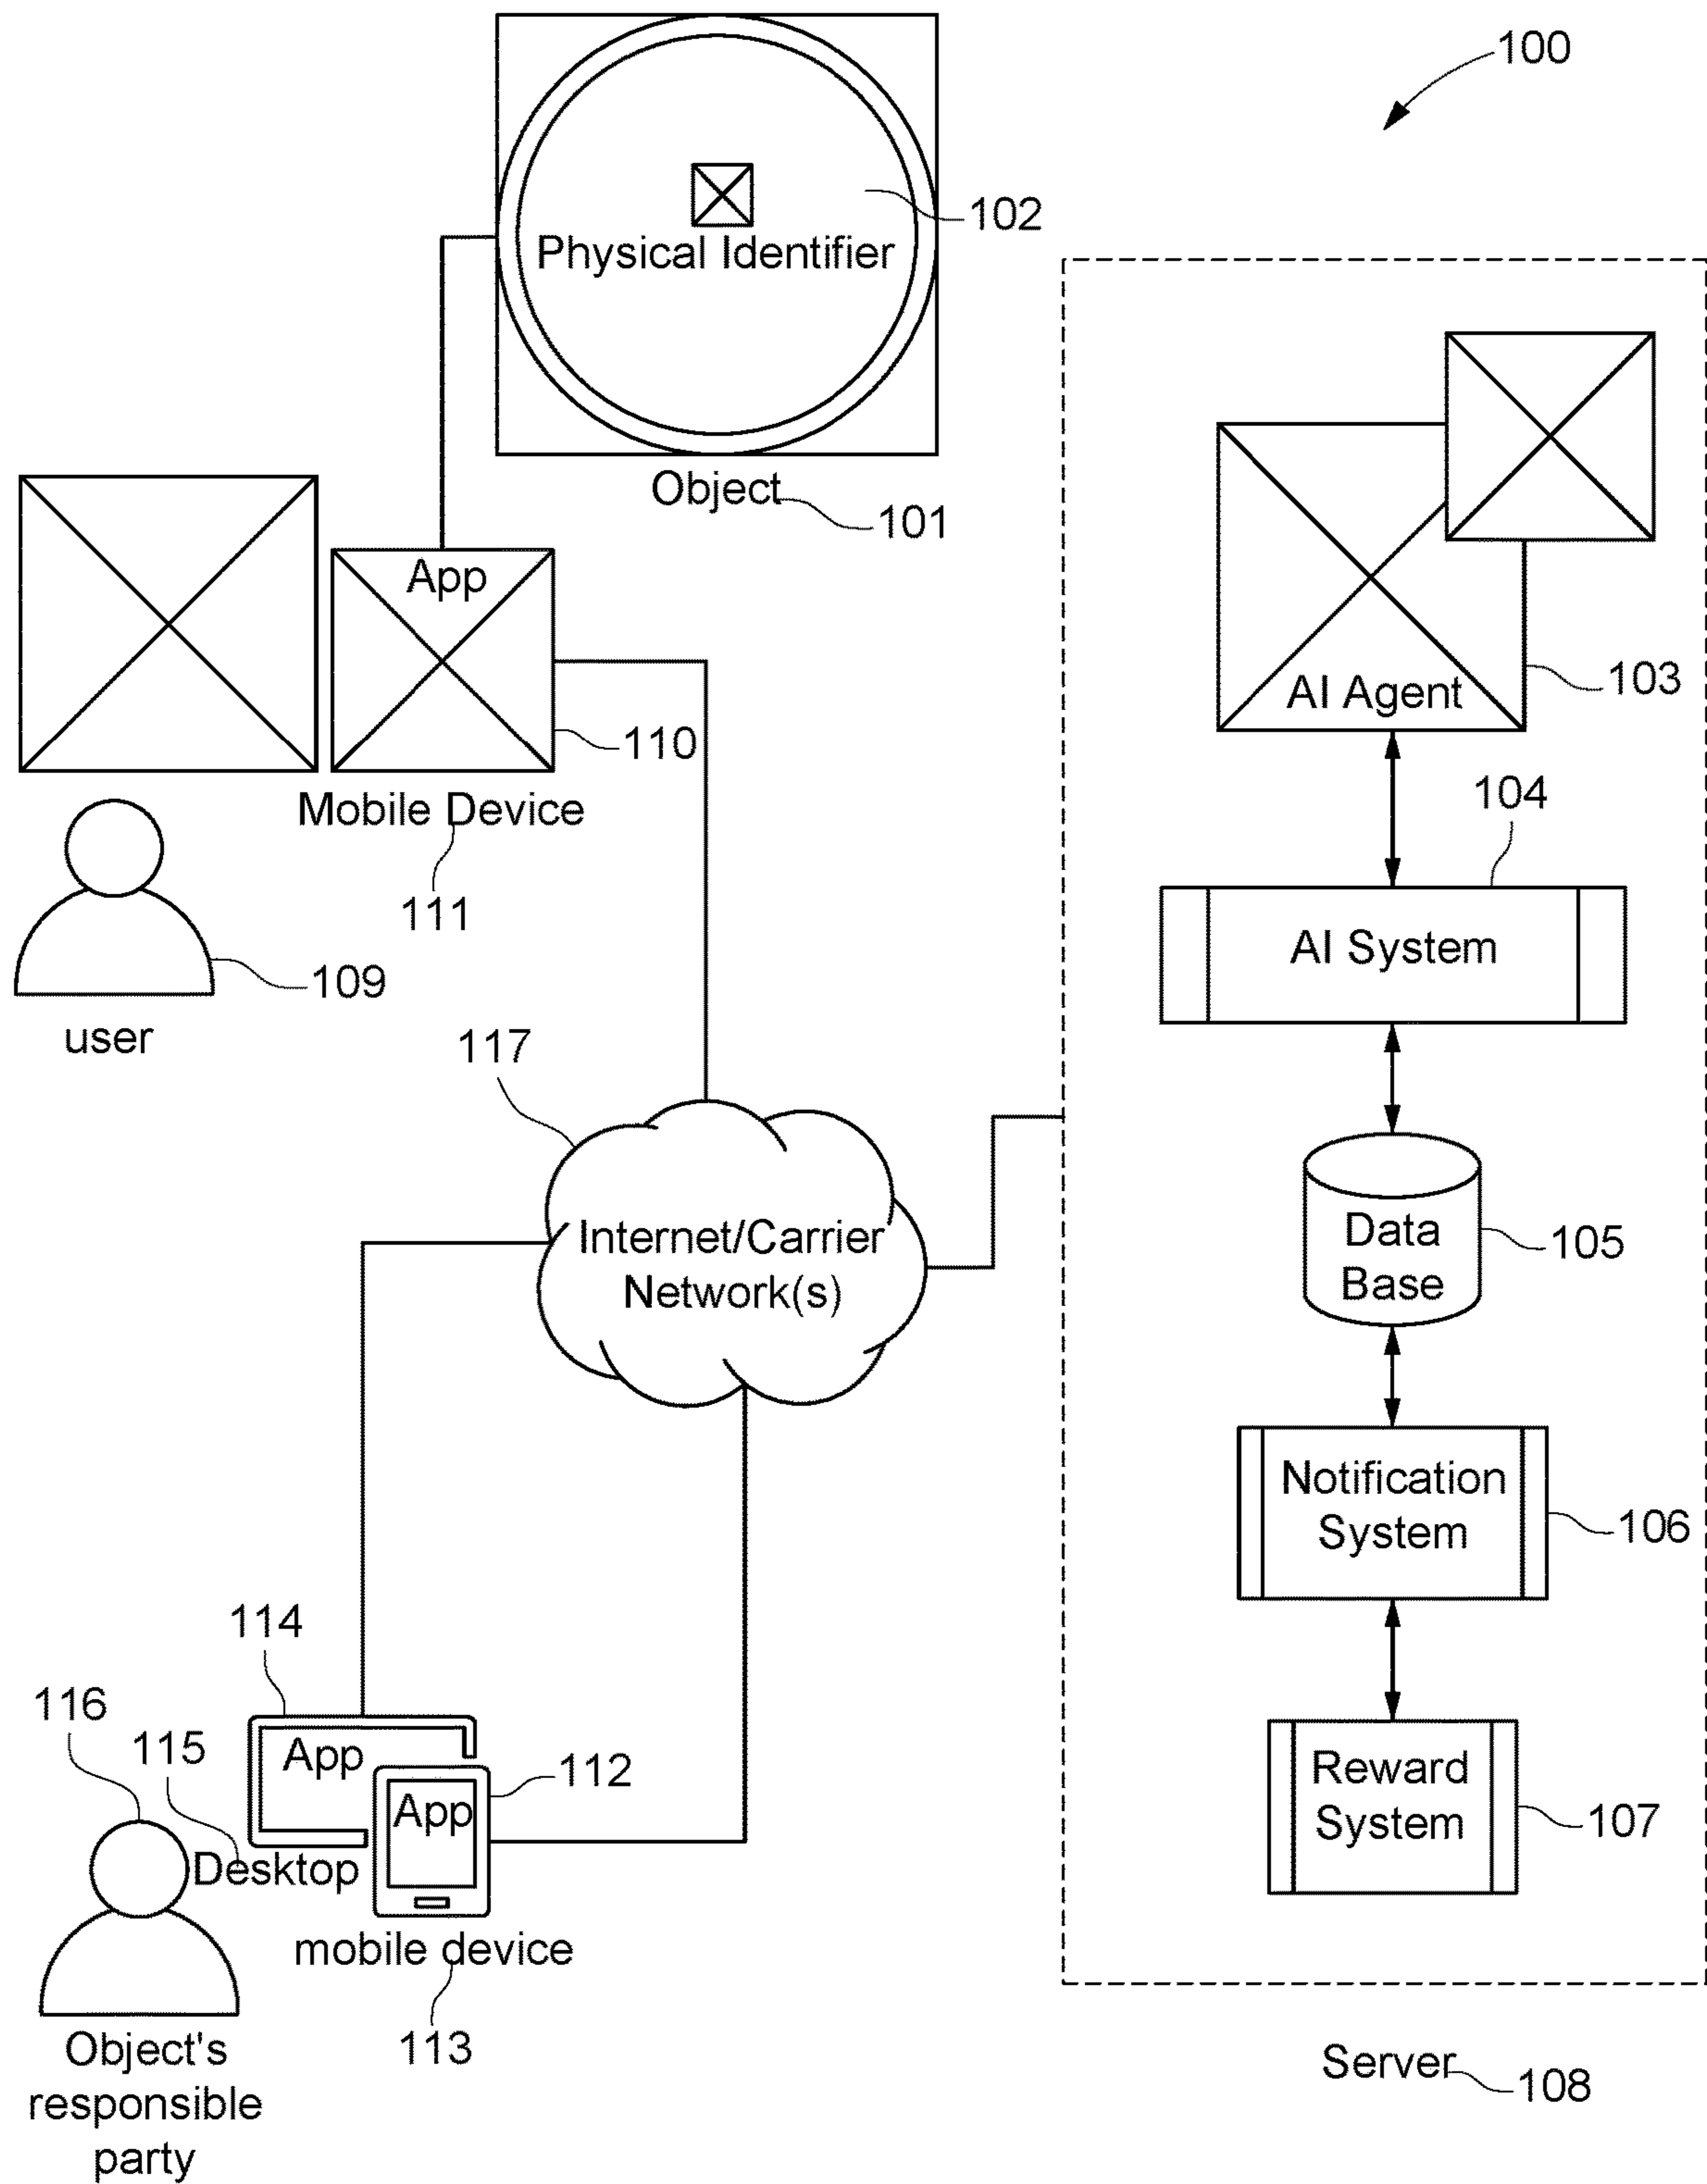 100
102
Physical Identifier
Object
101
App
110
Mobile Device
111
109
user
117
Internet/Carrier
Network(s)
114
116
115
App
112
App
Desktop
mobile device
113
Object's
responsible
party
AI Agent
103
104
AI System
Data
Base
105
Notification
System
106
Reward
System
107
Server
108